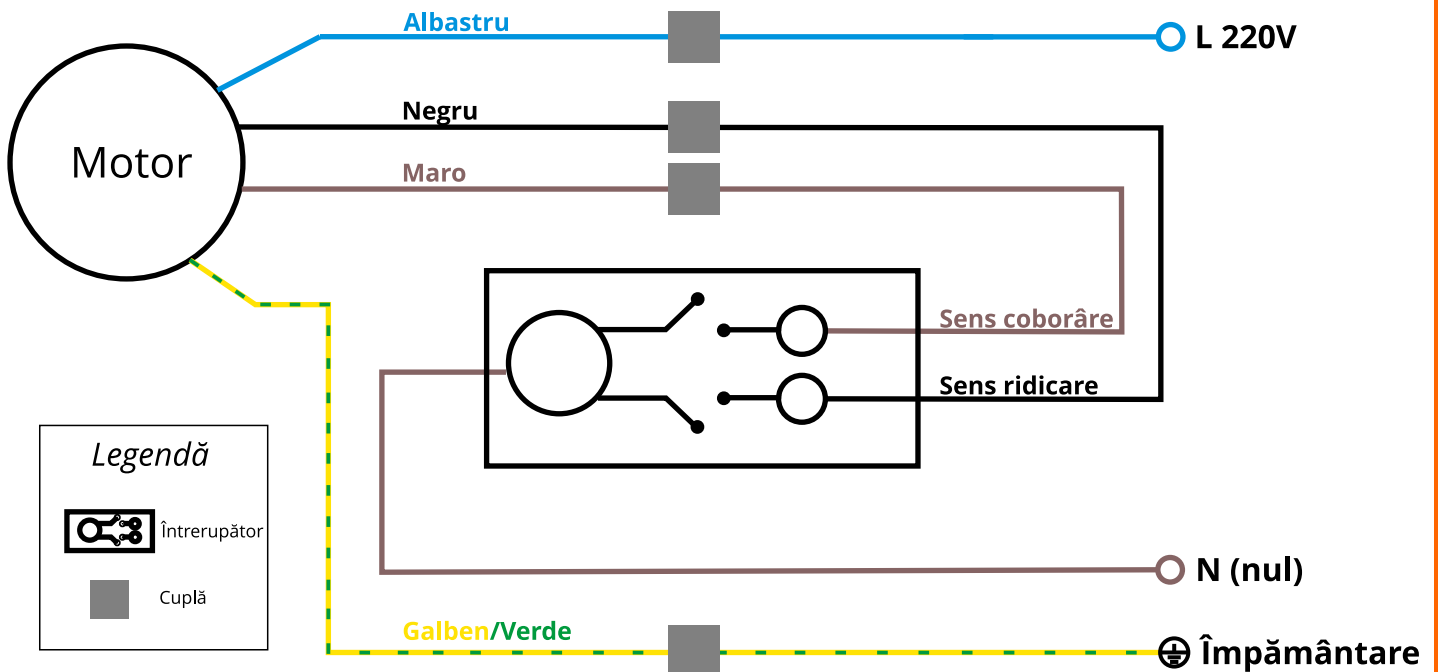 Albastru
L 220V
Negru
Motor
Maro
Sens coborâre
Sens ridicare
Legendă
Întrerupător
Cuplă
N (nul)
Galben/Verde
Împământare